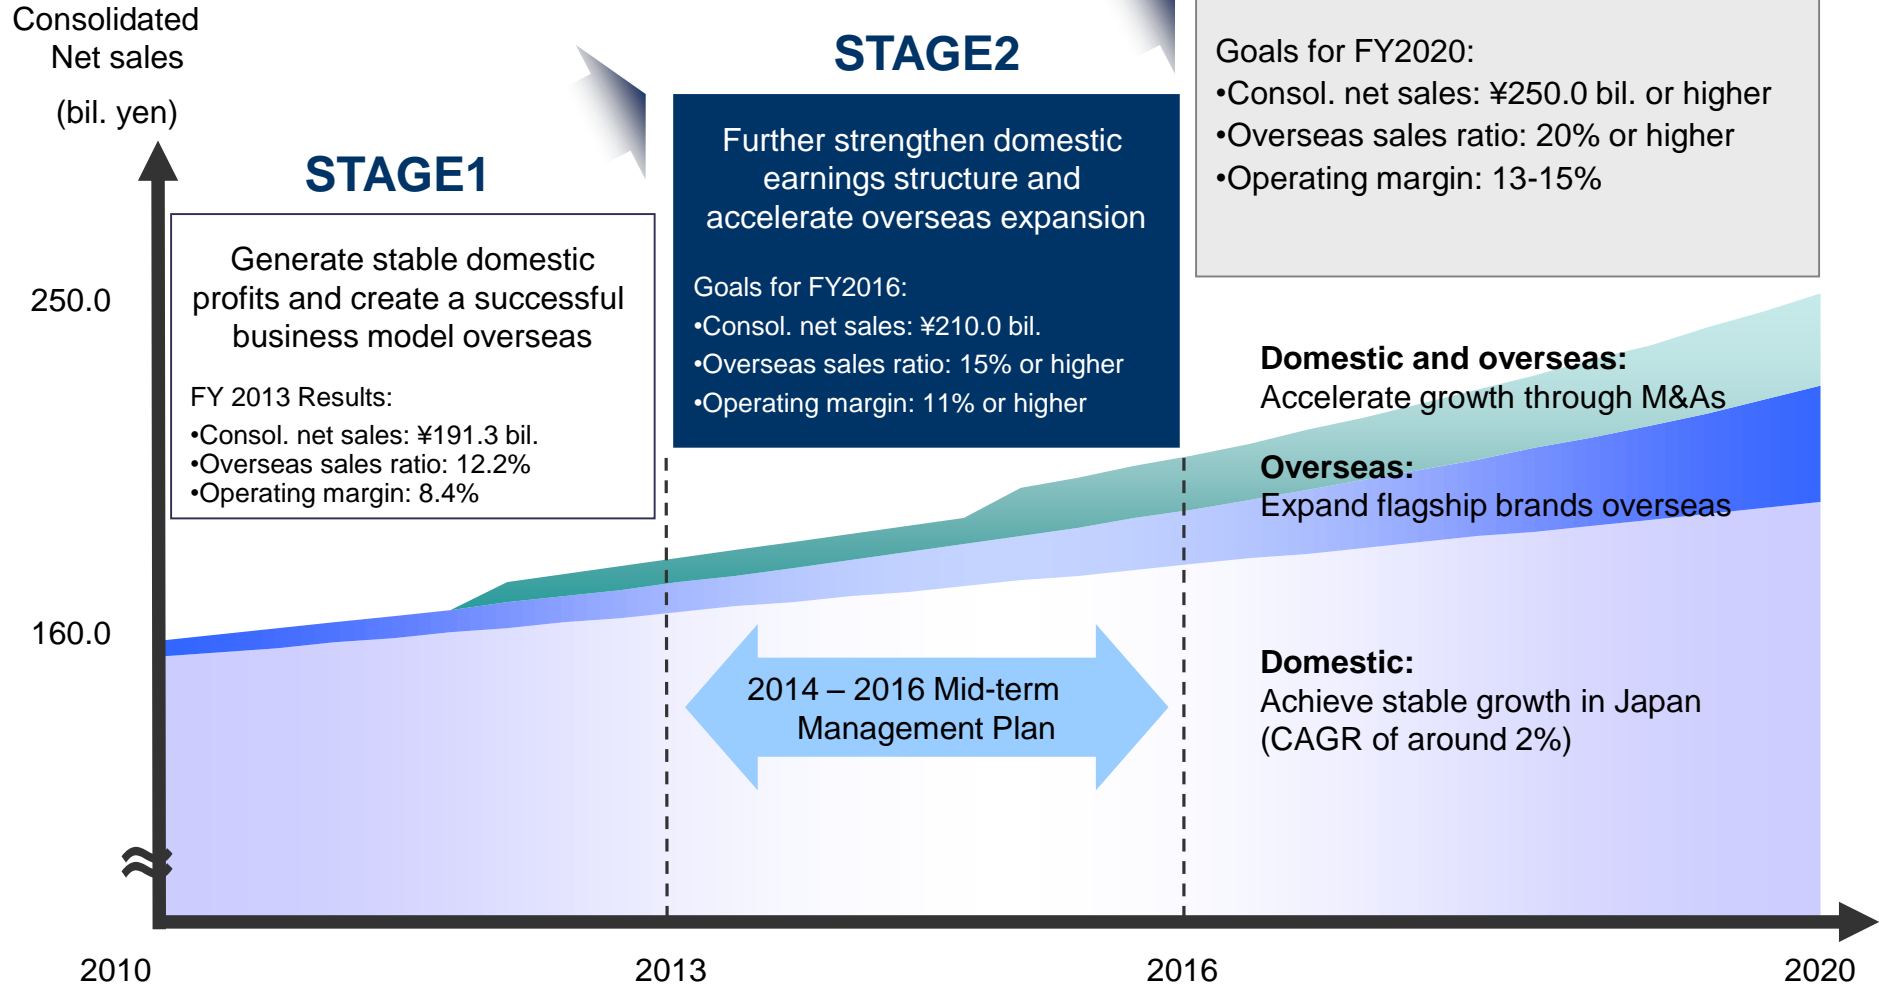 Consolidated
Net sales
(bil. yen)
STAGE1
Generate stable domestic
profits and create a successful
business model overseas
FY 2013 Results:
•Consol. net sales: ¥191.3 bil.
•Overseas sales ratio: 12.2%
•Operating margin: 8.4%
STAGE2
Further strengthen domestic
earnings structure and
accelerate overseas expansion
Goals for FY2016:
•Consol. net sales: ¥210.0 bil.
•Overseas sales ratio: 15% or higher
•Operating margin: 11% or higher
Goals for FY2020:
•Consol. net sales: ¥250.0 bil. or higher
•Overseas sales ratio: 20% or higher
•Operating margin: 13-15%
250.0
160.0
Domestic and overseas:
Accelerate growth through M&As
Overseas:
Expand flagship brands overseas
Domestic:
Achieve stable growth in Japan
(CAGR of around 2%)
2014 – 2016 Mid-term
Management Plan
2010
2013
2016
2020